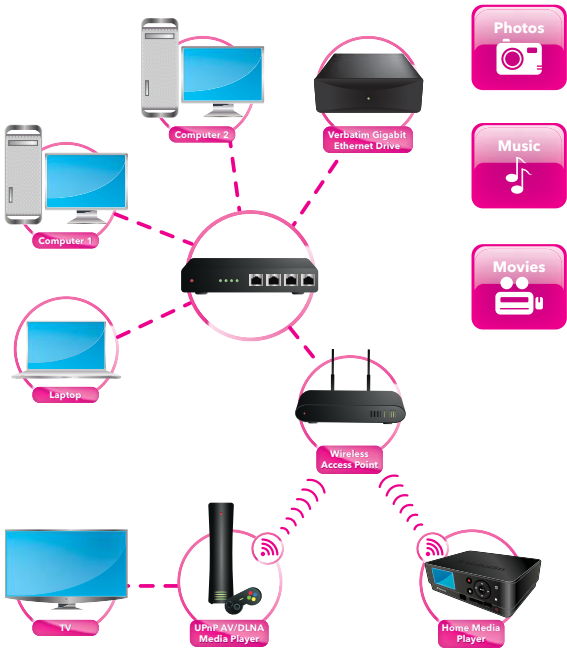 Photos
Computer 2
Verbatim Gigabit
Ethernet Drive
Music
Computer 1
Movies
Laptop
Wireless
Access Point
TV
UPnP AV/DLNA
Media Player
Home Media
Player